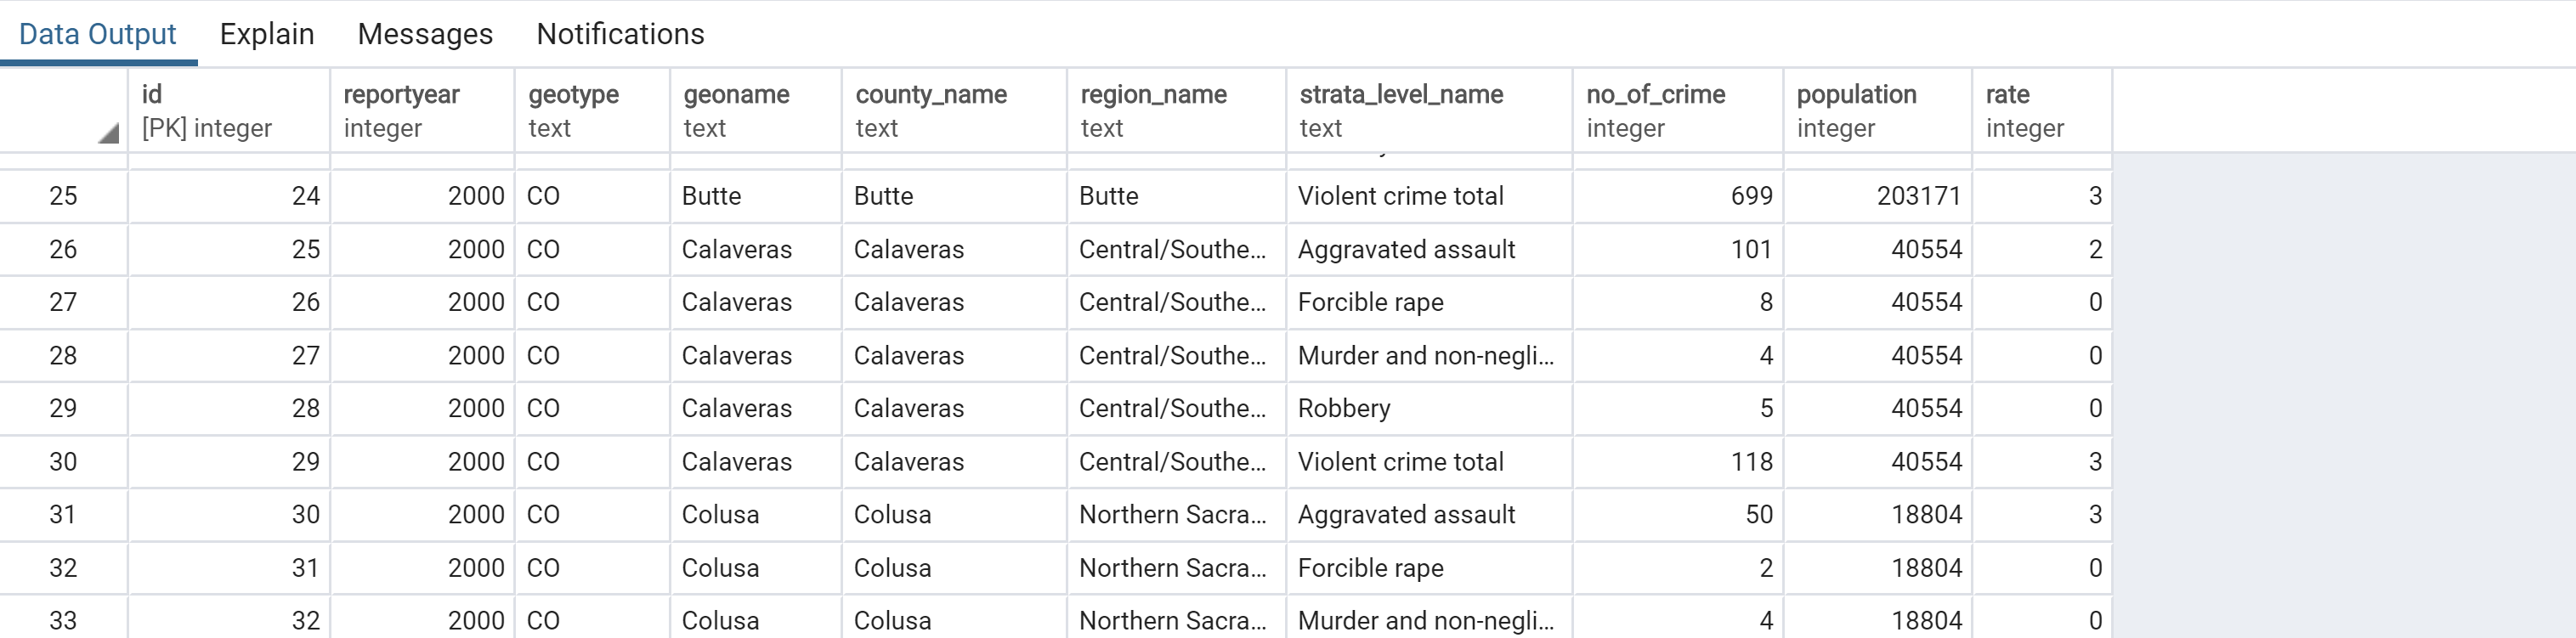 Data Output Explain Messages Notifications
id reportyear geotype geoname county_name region_name strata_level_name no_of_crime population rate
[PK] integer integer text text text text text integer integer integer
25 24 2000 CO Butte Butte Butte Violent crime total 699 203171 3
26 25 2000 CO Calaveras Calaveras Central/Southe... Aggravated assault 101 40554 2
27 26 2000 CO Calaveras Calaveras Central/Southe... Forcible rape 8 40554 0
28 27 2000 CO Calaveras Calaveras Central/Southe... Murder and non-negli... 4 40554 0
29 28 2000 CO Calaveras Calaveras Central/Southe... Robbery 5 40554 0
30 29 2000 CO Calaveras Calaveras Central/Southe... Violent crime total 118 40554 3
31 30 2000 CO Colusa Colusa Northern Sacra... Aggravated assault 50 18804 3
32 31 2000 CO Colusa Colusa Northern Sacra... Forcible rape 2 18804 0
33 32 2000 CO Colusa Colusa Northern Sacra... Murder and non-negli... 4 18804 0